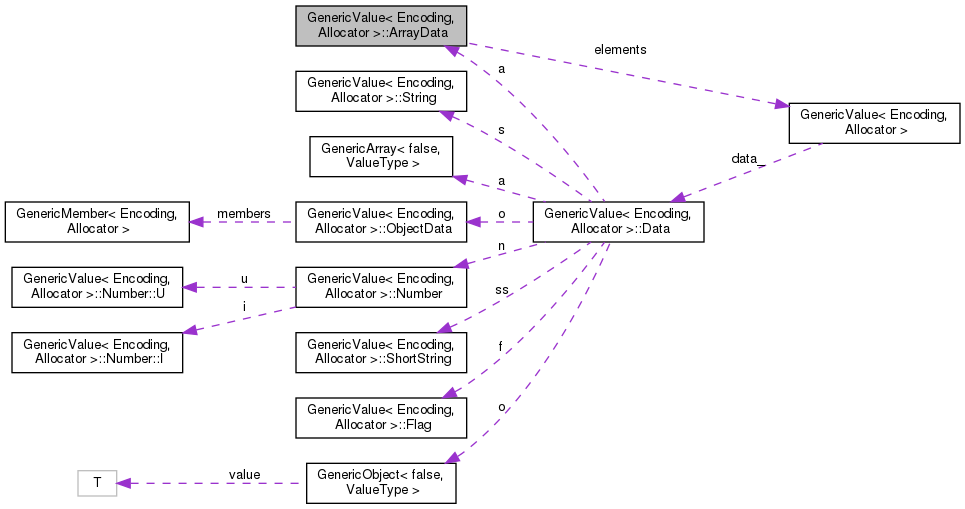 GenericValue< Encoding,
Allocator >::ArrayData
elements
a
GenericValue< Encoding,
Allocator >::String
s
GenericValue< Encoding,
Allocator >
GenericArray< false,
ValueType >
data_
a
GenericMember< Encoding,
Allocator >
members
GenericValue< Encoding,
Allocator >::ObjectData
o
GenericValue< Encoding,
Allocator >::Data
n
GenericValue< Encoding,
Allocator >::Number::U
u
GenericValue< Encoding,
Allocator >::Number
ss
i
GenericValue< Encoding,
Allocator >::Number::I
GenericValue< Encoding,
Allocator >::ShortString
f
GenericValue< Encoding,
Allocator >::Flag
o
T
value
GenericObject< false,
ValueType >